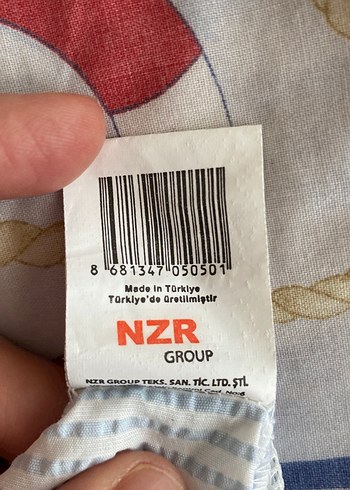 8 681347 050501
Made in Türkiye
Türkiye'de üretilmiştir
NZR
GROUP
NZR GROUP TEKS. SAN. TİC. LTD. ŞTİ.